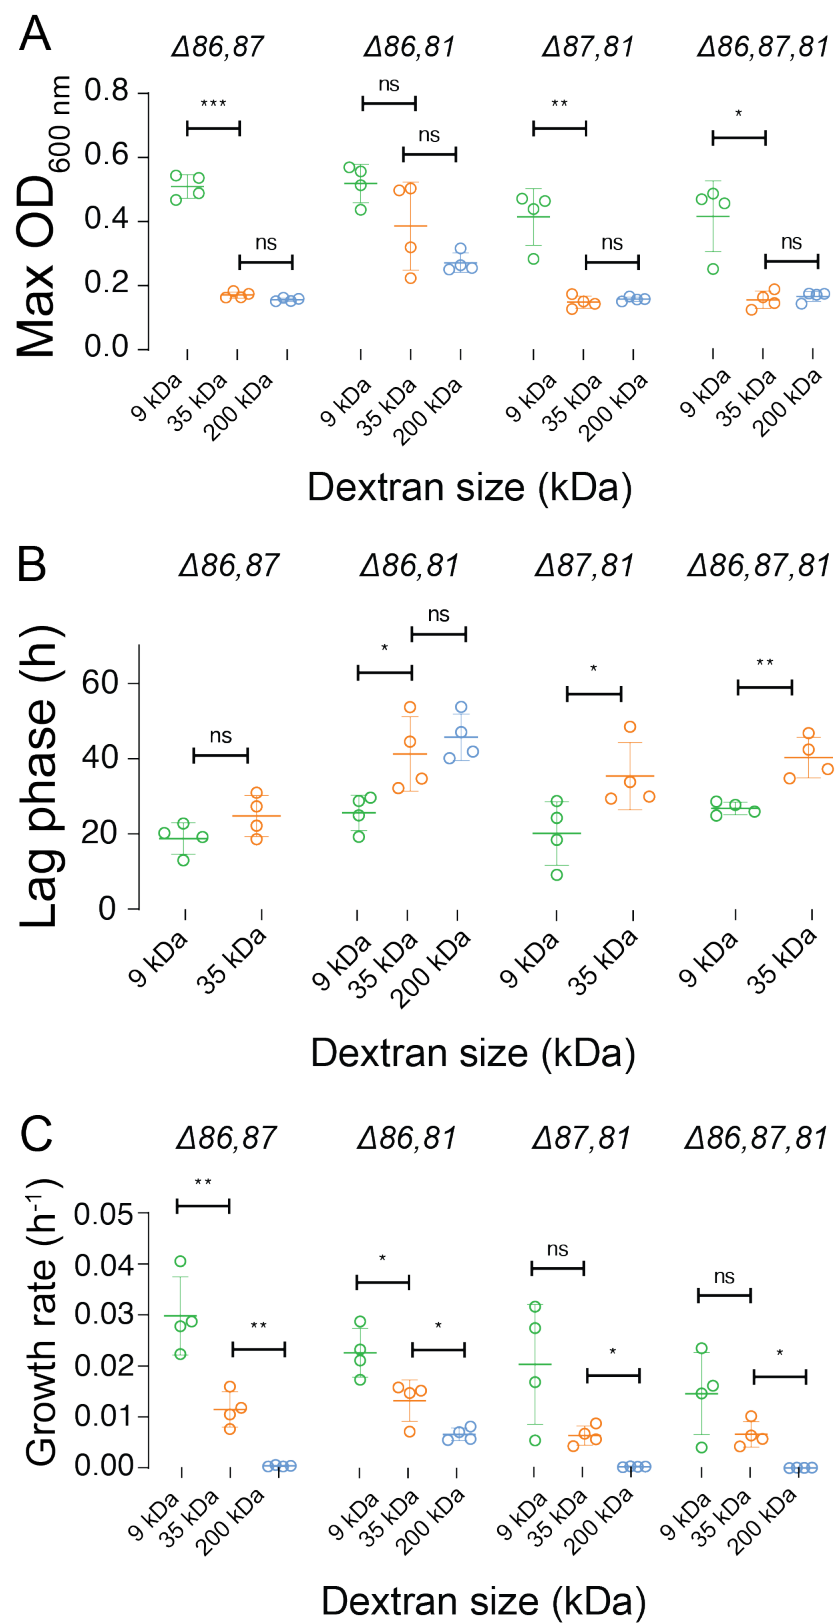 A
Δ86,87 Δ86,81 Δ87,81 Δ86,87,81
Max OD600 nm
0.8
0.6
0.4
0.2
0.0
*** ns ns ns ** ns * ns
9 kDa 35 kDa 200 kDa 9 kDa 35 kDa 200 kDa 9 kDa 35 kDa 200 kDa 9 kDa 35 kDa 200 kDa
Dextran size (kDa)
B
Δ86,87 Δ86,81 Δ87,81 Δ86,87,81
Lag phase (h)
60
40
20
0
ns * ns * **
9 kDa 35 kDa 9 kDa 35 kDa 200 kDa 9 kDa 35 kDa 9 kDa 35 kDa
Dextran size (kDa)
C
Δ86,87 Δ86,81 Δ87,81 Δ86,87,81
Growth rate (h-1)
0.05
0.04
0.03
0.02
0.01
0.00
** ** * * ns * ns *
9 kDa 35 kDa 200 kDa 9 kDa 35 kDa 200 kDa 9 kDa 35 kDa 200 kDa 9 kDa 35 kDa 200 kDa
Dextran size (kDa)